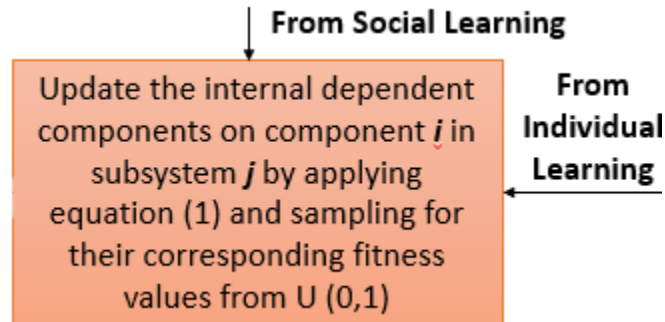 From Social Learning
Update the internal dependent
components on component i in
subsystem j by applying
equation (1) and sampling for
their corresponding fitness
values from U (0,1)
From
Individual
Learning